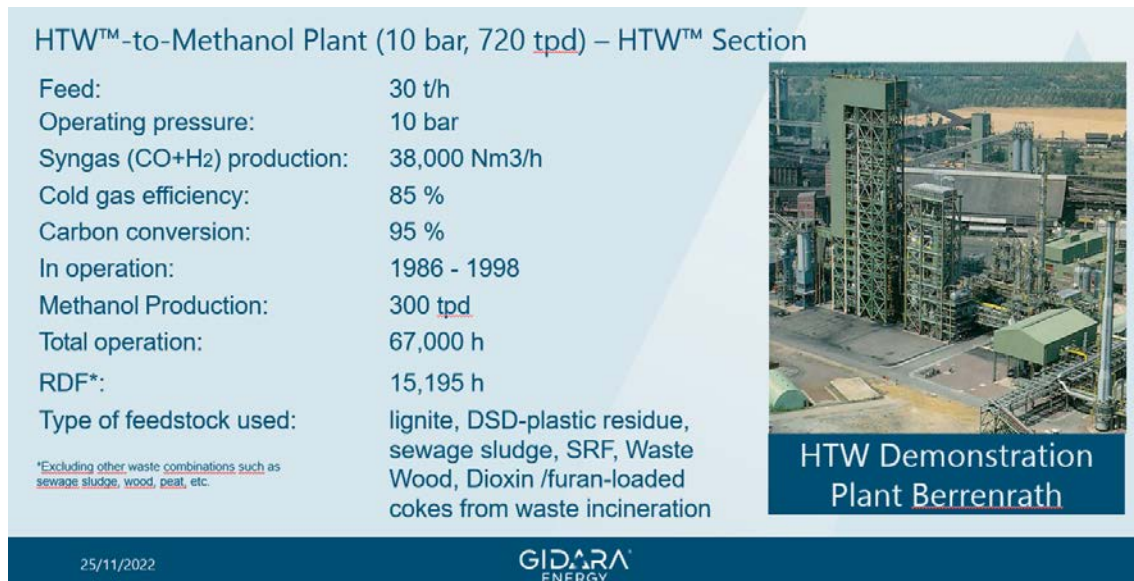 HTW™-to-Methanol Plant (10 bar, 720 tpd) – HTW™ Section
Feed: 30 t/h
Operating pressure: 10 bar
Syngas (CO+H2) production: 38,000 Nm3/h
Cold gas efficiency: 85 %
Carbon conversion: 95 %
In operation: 1986 - 1998
Methanol Production: 300 tpd
Total operation: 67,000 h
RDF*: 15,195 h
Type of feedstock used: lignite, DSD-plastic residue,
sewage sludge, SRF, Waste
Wood, Dioxin /furan-loaded
cokes from waste incineration
*Excluding other waste combinations such as
sewage sludge, wood, peat, etc.
HTW Demonstration
Plant Berrenrath
25/11/2022
GIDARA
ENERGY